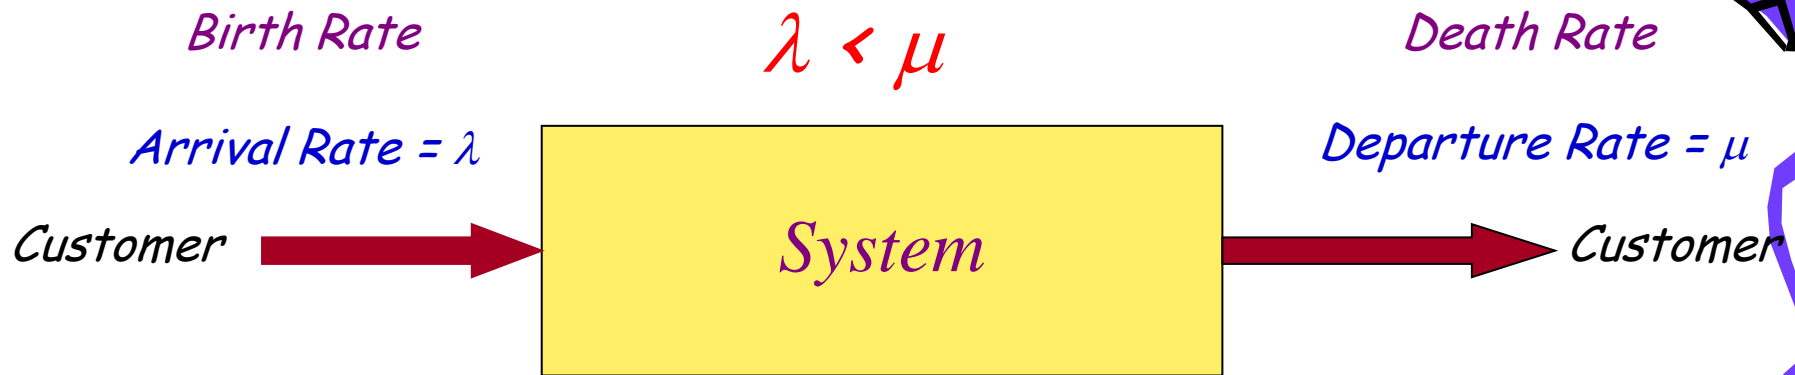 Birth Rate λ < μ Death Rate
Arrival Rate = λ Departure Rate = μ
Customer System Customer